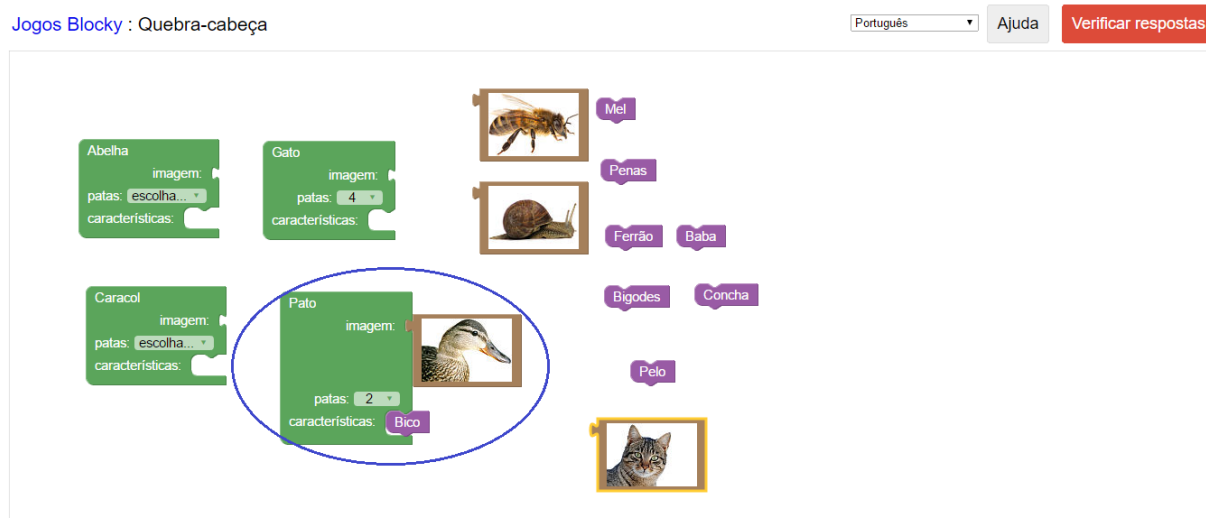 Jogos Blocky : Quebra-cabeça
Português
Ajuda
Verificar respostas
Abelha
imagem:
patas: escolha...
características:
Gato
imagem:
patas: 4
características:
Caracol
imagem:
patas: escolha...
características:
Pato
imagem:
patas: 2
características: Bico
Mel
Penas
Ferrão
Baba
Bigodes
Concha
Pelo